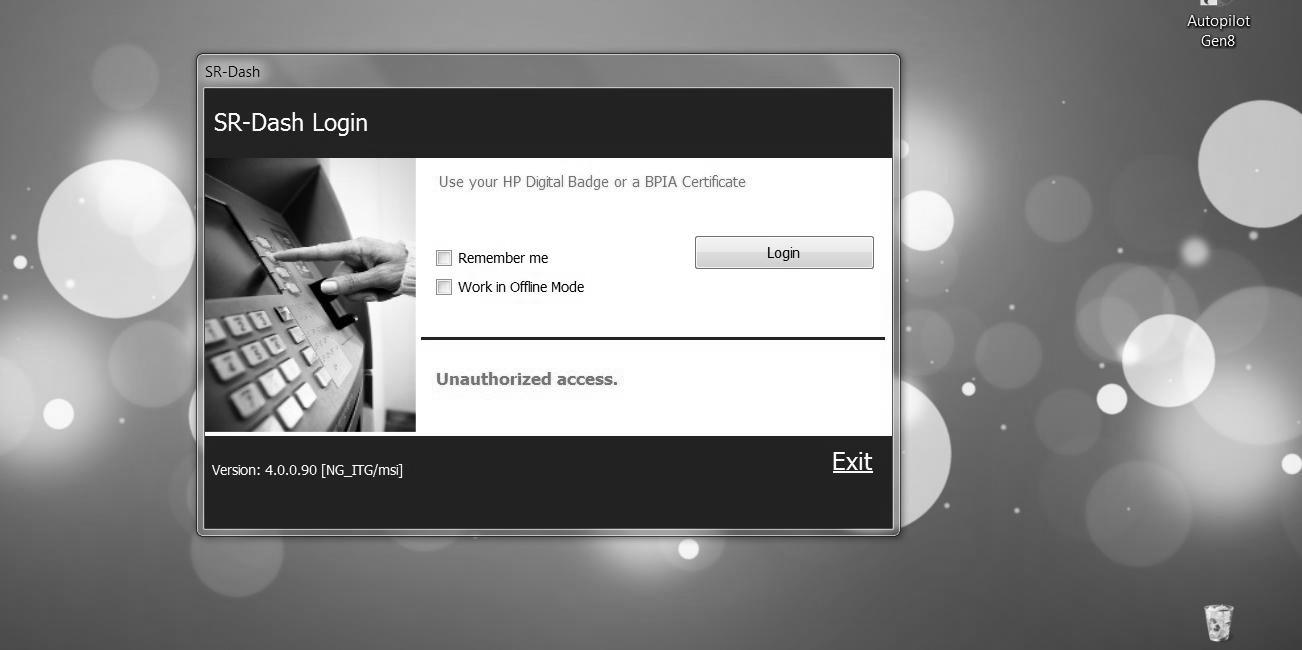 Autopilot
Gen8
SR-Dash
SR-Dash Login
Use your HP Digital Badge or a BPIA Certificate
Remember me
Login
Work in Offline Mode
Unauthorized access.
Version: 4.0.0.90 [NG_ITG/msi]
Exit